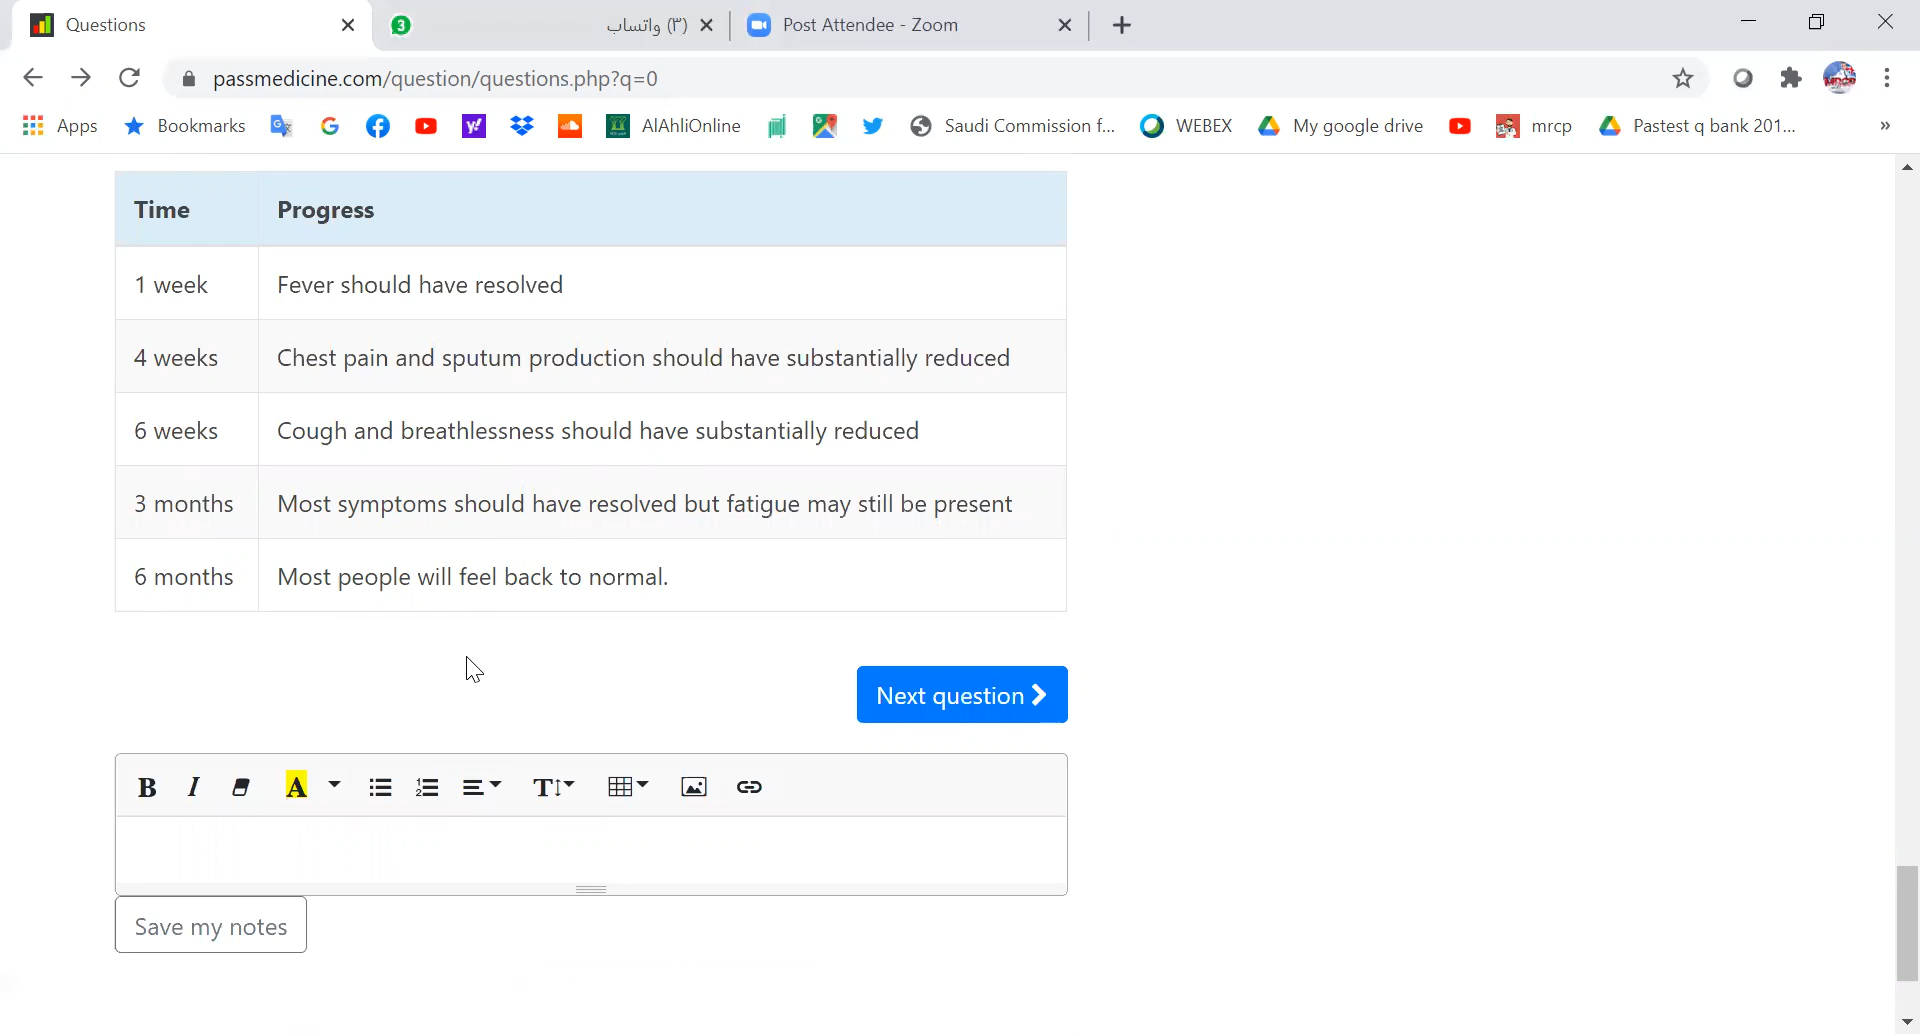 Questions
3
(٣) واتساب
Post Attendee - Zoom
passmedicine.com/question/questions.php?q=0
Apps
Bookmarks
AlAhliOnline
Saudi Commission f...
WEBEX
My google drive
mrcp
Pastest q bank 201...
Time Progress
1 week Fever should have resolved
4 weeks Chest pain and sputum production should have substantially reduced
6 weeks Cough and breathlessness should have substantially reduced
3 months Most symptoms should have resolved but fatigue may still be present
6 months Most people will feel back to normal.
Next question
Save my notes